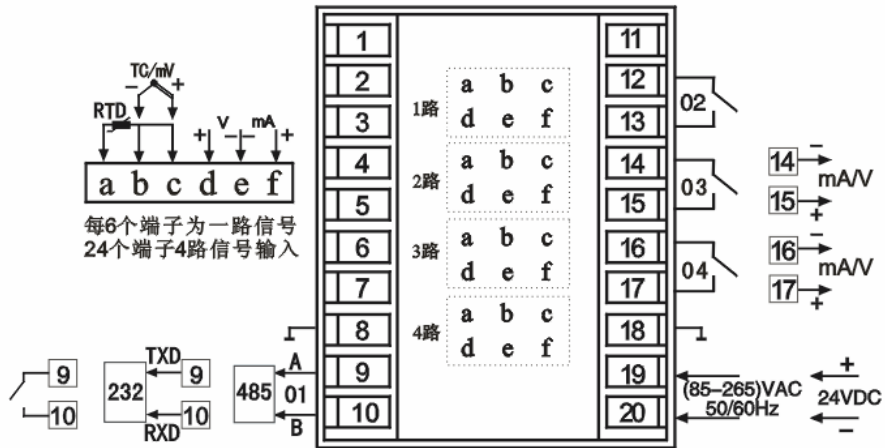 TC/mV
- +
RTD
V mA
+ - - +
a b c d e f
每6个端子为一路信号
24个端子4路信号输入
1
2
3
4
5
6
7
8
9
10
1路
a b c
d e f
2路
a b c
d e f
3路
a b c
d e f
4路
a b c
d e f
11
12
13
14
15
16
17
18
19
20
02
03
04
14 -
mA/V
15 +
16 -
mA/V
17 +
9
10
232
TXD
9
10
RXD
485
A
01
B
(85-265)VAC
50/60Hz
+
24VDC
-